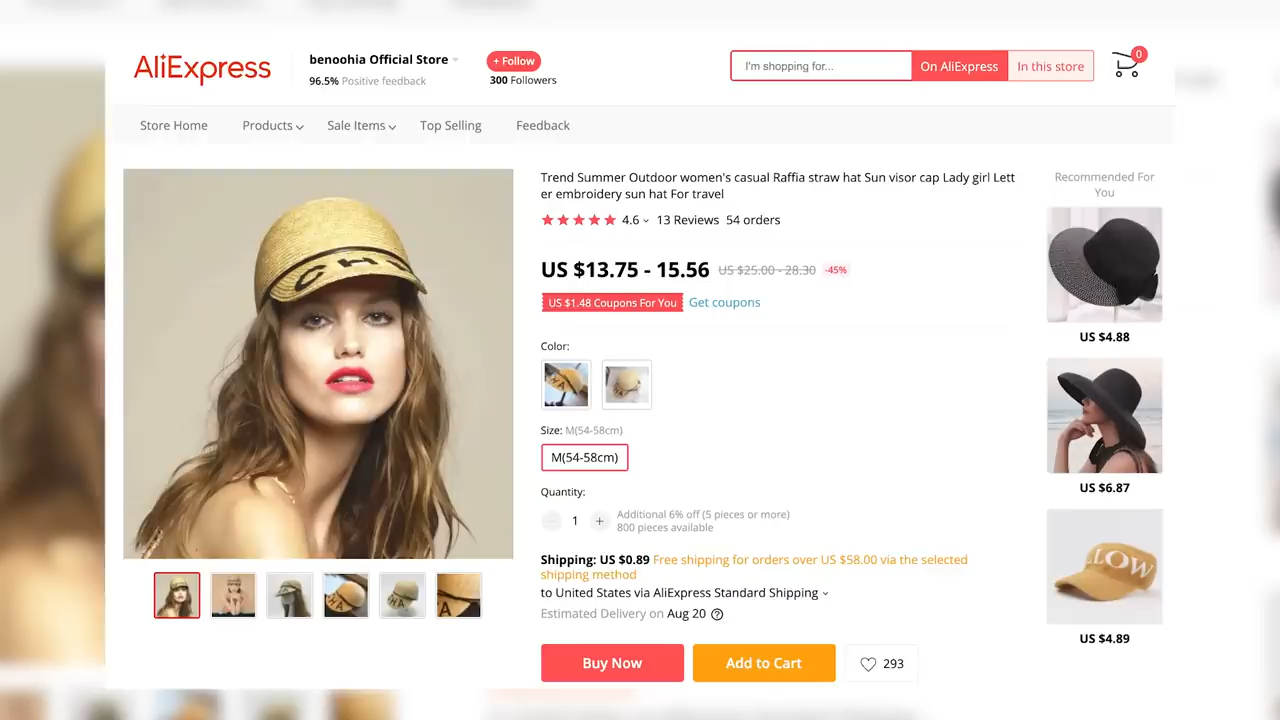 AliExpress
benoohia Official Store
96.5% Positive feedback
+ Follow
300 Followers
I'm shopping for...
On AliExpress
In this store
0
Store Home
Products
Sale Items
Top Selling
Feedback
CHA
Trend Summer Outdoor women's casual Raffia straw hat Sun visor cap Lady girl Lett
er embroidery sun hat For travel
4.6
13 Reviews
54 orders
US $13.75 - 15.56
US $25.00 - 28.30
-45%
US $1.48 Coupons For You
Get coupons
Color:
Size: M(54-58cm)
M(54-58cm)
Quantity:
1
Additional 6% off (5 pieces or more)
800 pieces available
Shipping: US $0.89 Free shipping for orders over US $58.00 via the selected
shipping method
to United States via AliExpress Standard Shipping
Estimated Delivery on Aug 20
Buy Now
Add to Cart
293
Recommended For
You
US $4.88
US $6.87
LOW
US $4.89